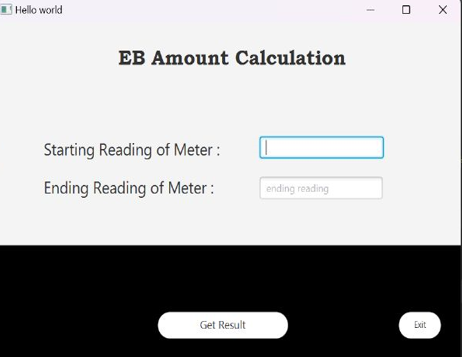 Hello world
EB Amount Calculation
Starting Reading of Meter :
Ending Reading of Meter :
ending reading
Get Result
Exit